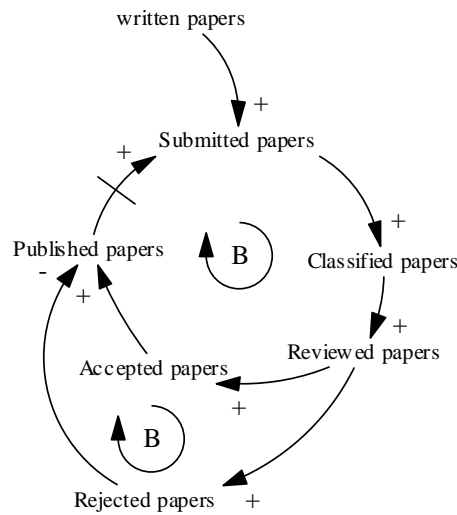 written papers
+
Submitted papers
+
+
Published papers
B
Classified papers
-
+
+
Reviewed papers
Accepted papers
+
B
Rejected papers
+